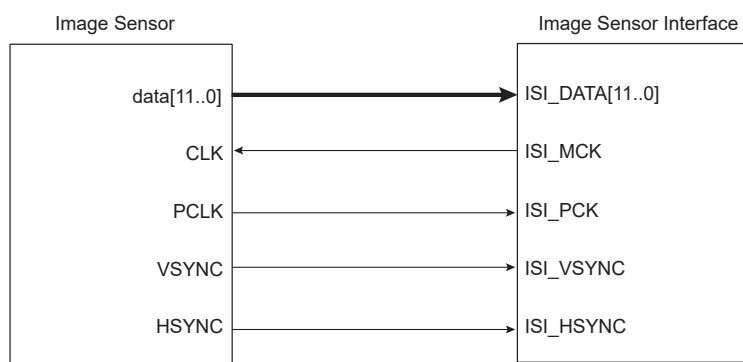 Image Sensor
Image Sensor Interface
data[11..0]
ISI_DATA[11..0]
CLK
ISI_MCK
PCLK
ISI_PCK
VSYNC
ISI_VSYNC
HSYNC
ISI_HSYNC